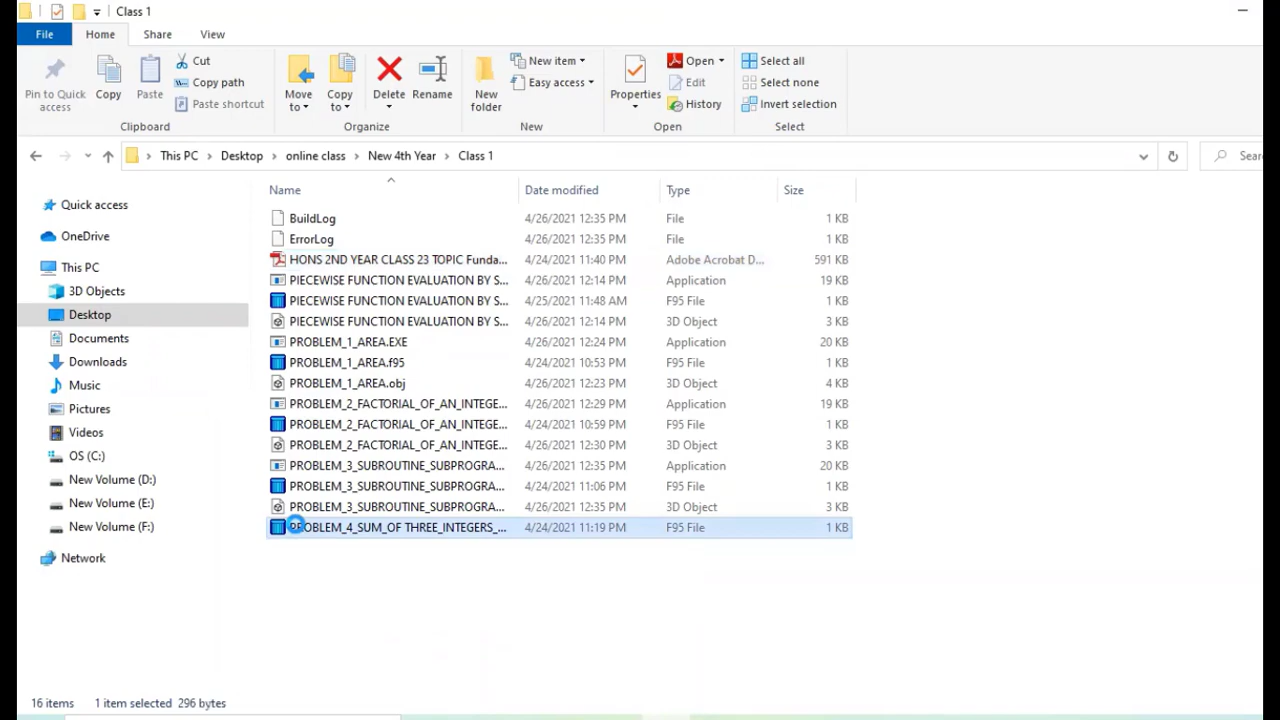 Class 1
File Home Share View
Pin to Quick access
Copy
Paste
Cut
Copy path
Paste shortcut
Move to
Copy to
Delete
Rename
New folder
New item
Easy access
Properties
Open
Edit
History
Select all
Select none
Invert selection
Clipboard Organize New Open Select
This PC Desktop online class New 4th Year Class 1
Name Date modified Type Size
BuildLog 4/26/2021 12:35 PM File 1 KB
ErrorLog 4/26/2021 12:35 PM File 1 KB
HONS 2ND YEAR CLASS 23 TOPIC Funda... 4/24/2021 11:40 PM Adobe Acrobat D... 591 KB
PIECEWISE FUNCTION EVALUATION BY S... 4/26/2021 12:14 PM Application 19 KB
PIECEWISE FUNCTION EVALUATION BY S... 4/25/2021 11:48 AM F95 File 1 KB
PIECEWISE FUNCTION EVALUATION BY S... 4/26/2021 12:14 PM 3D Object 3 KB
PROBLEM_1_AREA.EXE 4/26/2021 12:24 PM Application 20 KB
PROBLEM_1_AREA.f95 4/24/2021 10:53 PM F95 File 1 KB
PROBLEM_1_AREA.obj 4/26/2021 12:23 PM 3D Object 4 KB
PROBLEM_2_FACTORIAL_OF_AN_INTEGE... 4/26/2021 12:29 PM Application 19 KB
PROBLEM_2_FACTORIAL_OF_AN_INTEGE... 4/24/2021 10:59 PM F95 File 1 KB
PROBLEM_2_FACTORIAL_OF_AN_INTEGE... 4/26/2021 12:30 PM 3D Object 3 KB
PROBLEM_3_SUBROUTINE_SUBPROGRA... 4/26/2021 12:35 PM Application 20 KB
PROBLEM_3_SUBROUTINE_SUBPROGRA... 4/24/2021 11:06 PM F95 File 1 KB
PROBLEM_3_SUBROUTINE_SUBPROGRA... 4/26/2021 12:35 PM 3D Object 3 KB
PROBLEM_4_SUM_OF THREE_INTEGERS_... 4/24/2021 11:19 PM F95 File 1 KB
Quick access
OneDrive
This PC
3D Objects
Desktop
Documents
Downloads
Music
Pictures
Videos
OS (C:)
New Volume (D:)
New Volume (E:)
New Volume (F:)
Network
16 items 1 item selected 296 bytes